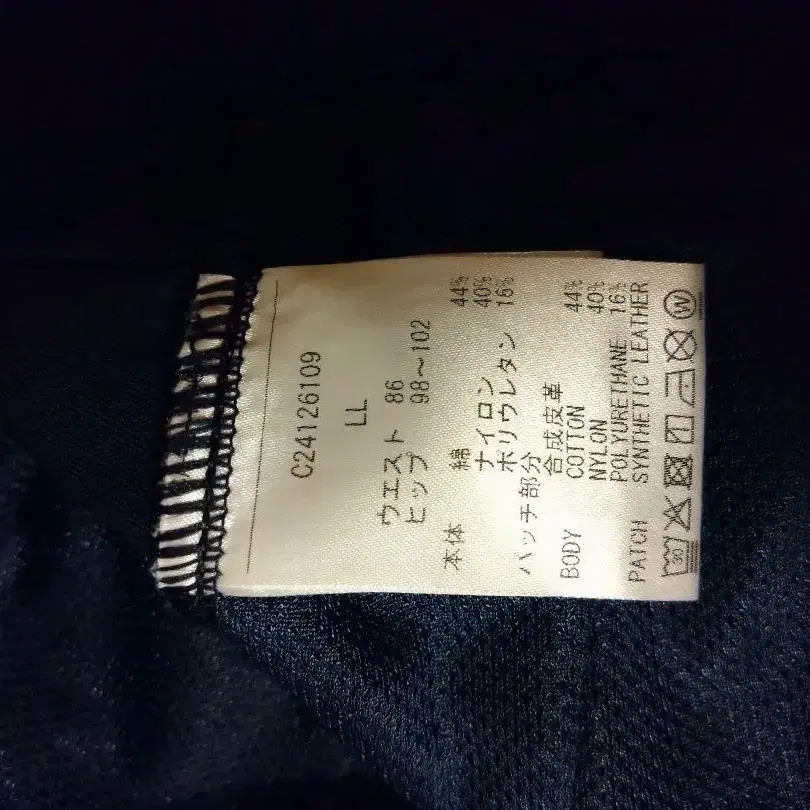 C24126109
LL
ウエスト 86
ヒップ 98～102
本体 綿 44%
ナイロン 40%
ポリウレタン 16%
パッチ部分 合成皮革
BODY COTTON 44%
NYLON 40%
POLYURETHANE 16%
PATCH SYNTHETIC LEATHER
30 W